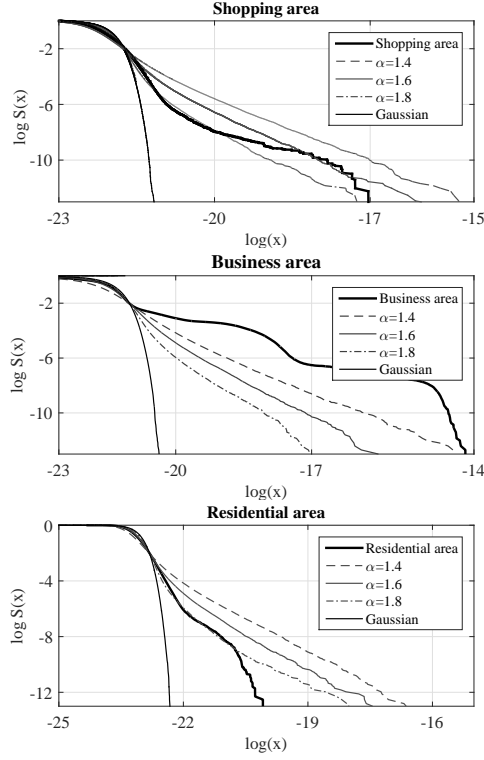 Shopping area
log S(x)
-2
-6
-10
Shopping area
α=1.4
α=1.6
α=1.8
Gaussian
-23 -20 -17 -15
log(x)
Business area
log S(x)
-2
-6
-10
Business area
α=1.4
α=1.6
α=1.8
Gaussian
-23 -20 -17 -14
log(x)
Residential area
log S(x)
0
-4
-8
-12
Residential area
α=1.4
α=1.6
α=1.8
Gaussian
-25 -22 -19 -16
log(x)